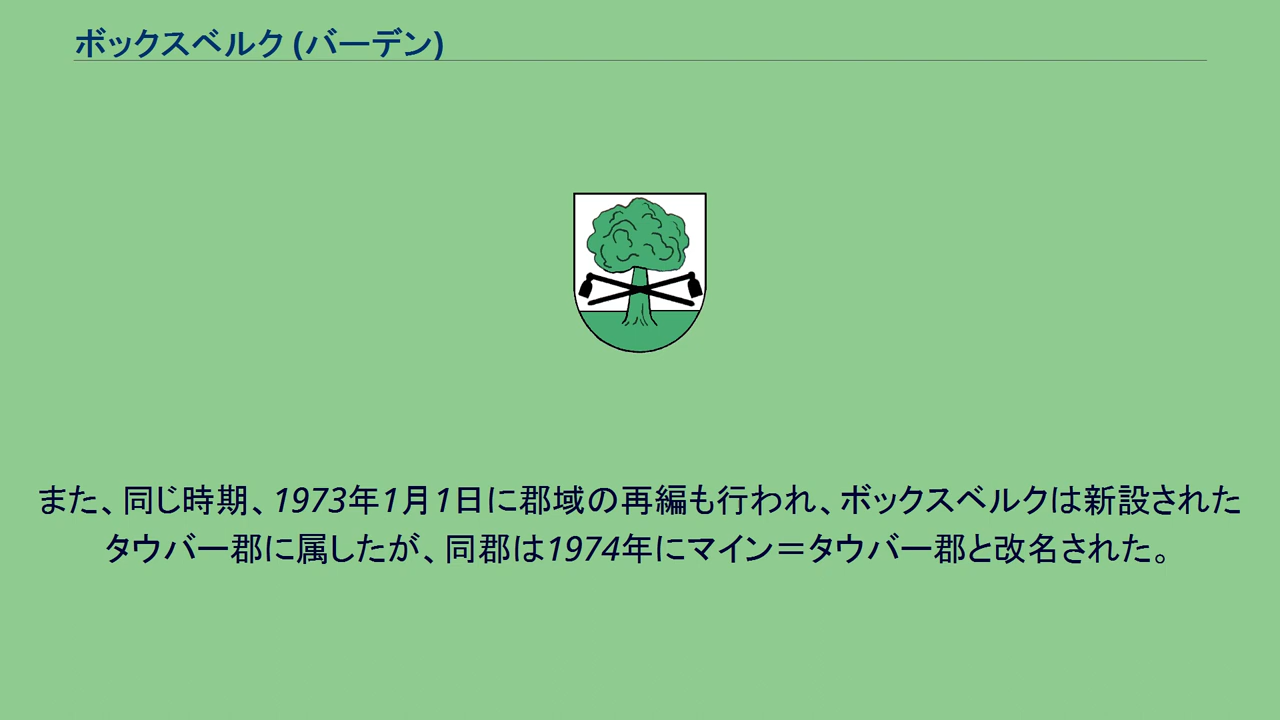 ボックスベルク (バーデン)
また、同じ時期、1973年1月1日に郡域の再編も行われ、ボックスベルクは新設された
タウバー郡に属したが、同郡は1974年にマイン＝タウバー郡と改名された。